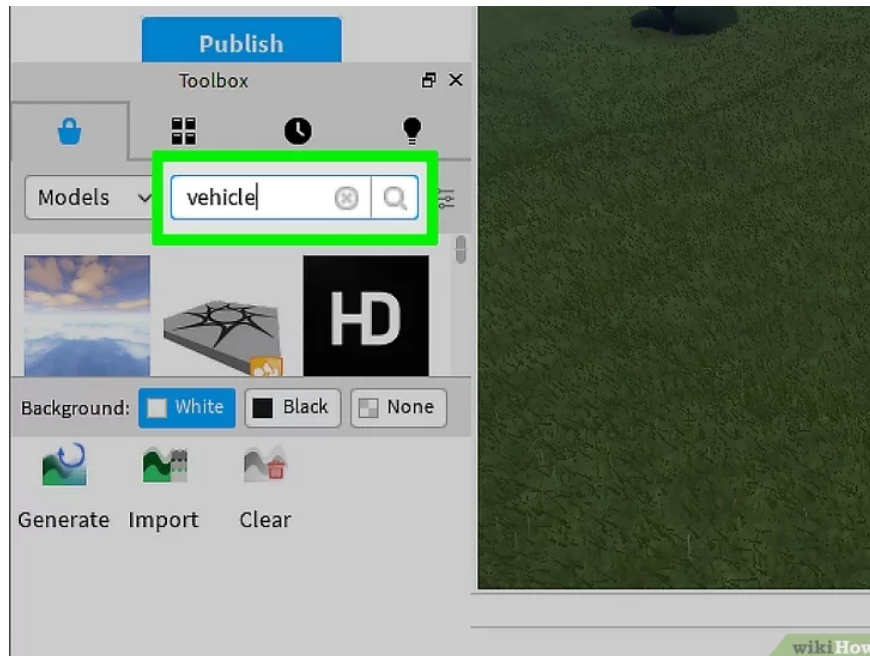 Publish
Toolbox
Models
vehicle
HD
Background: White Black None
Generate Import Clear
wikiHow